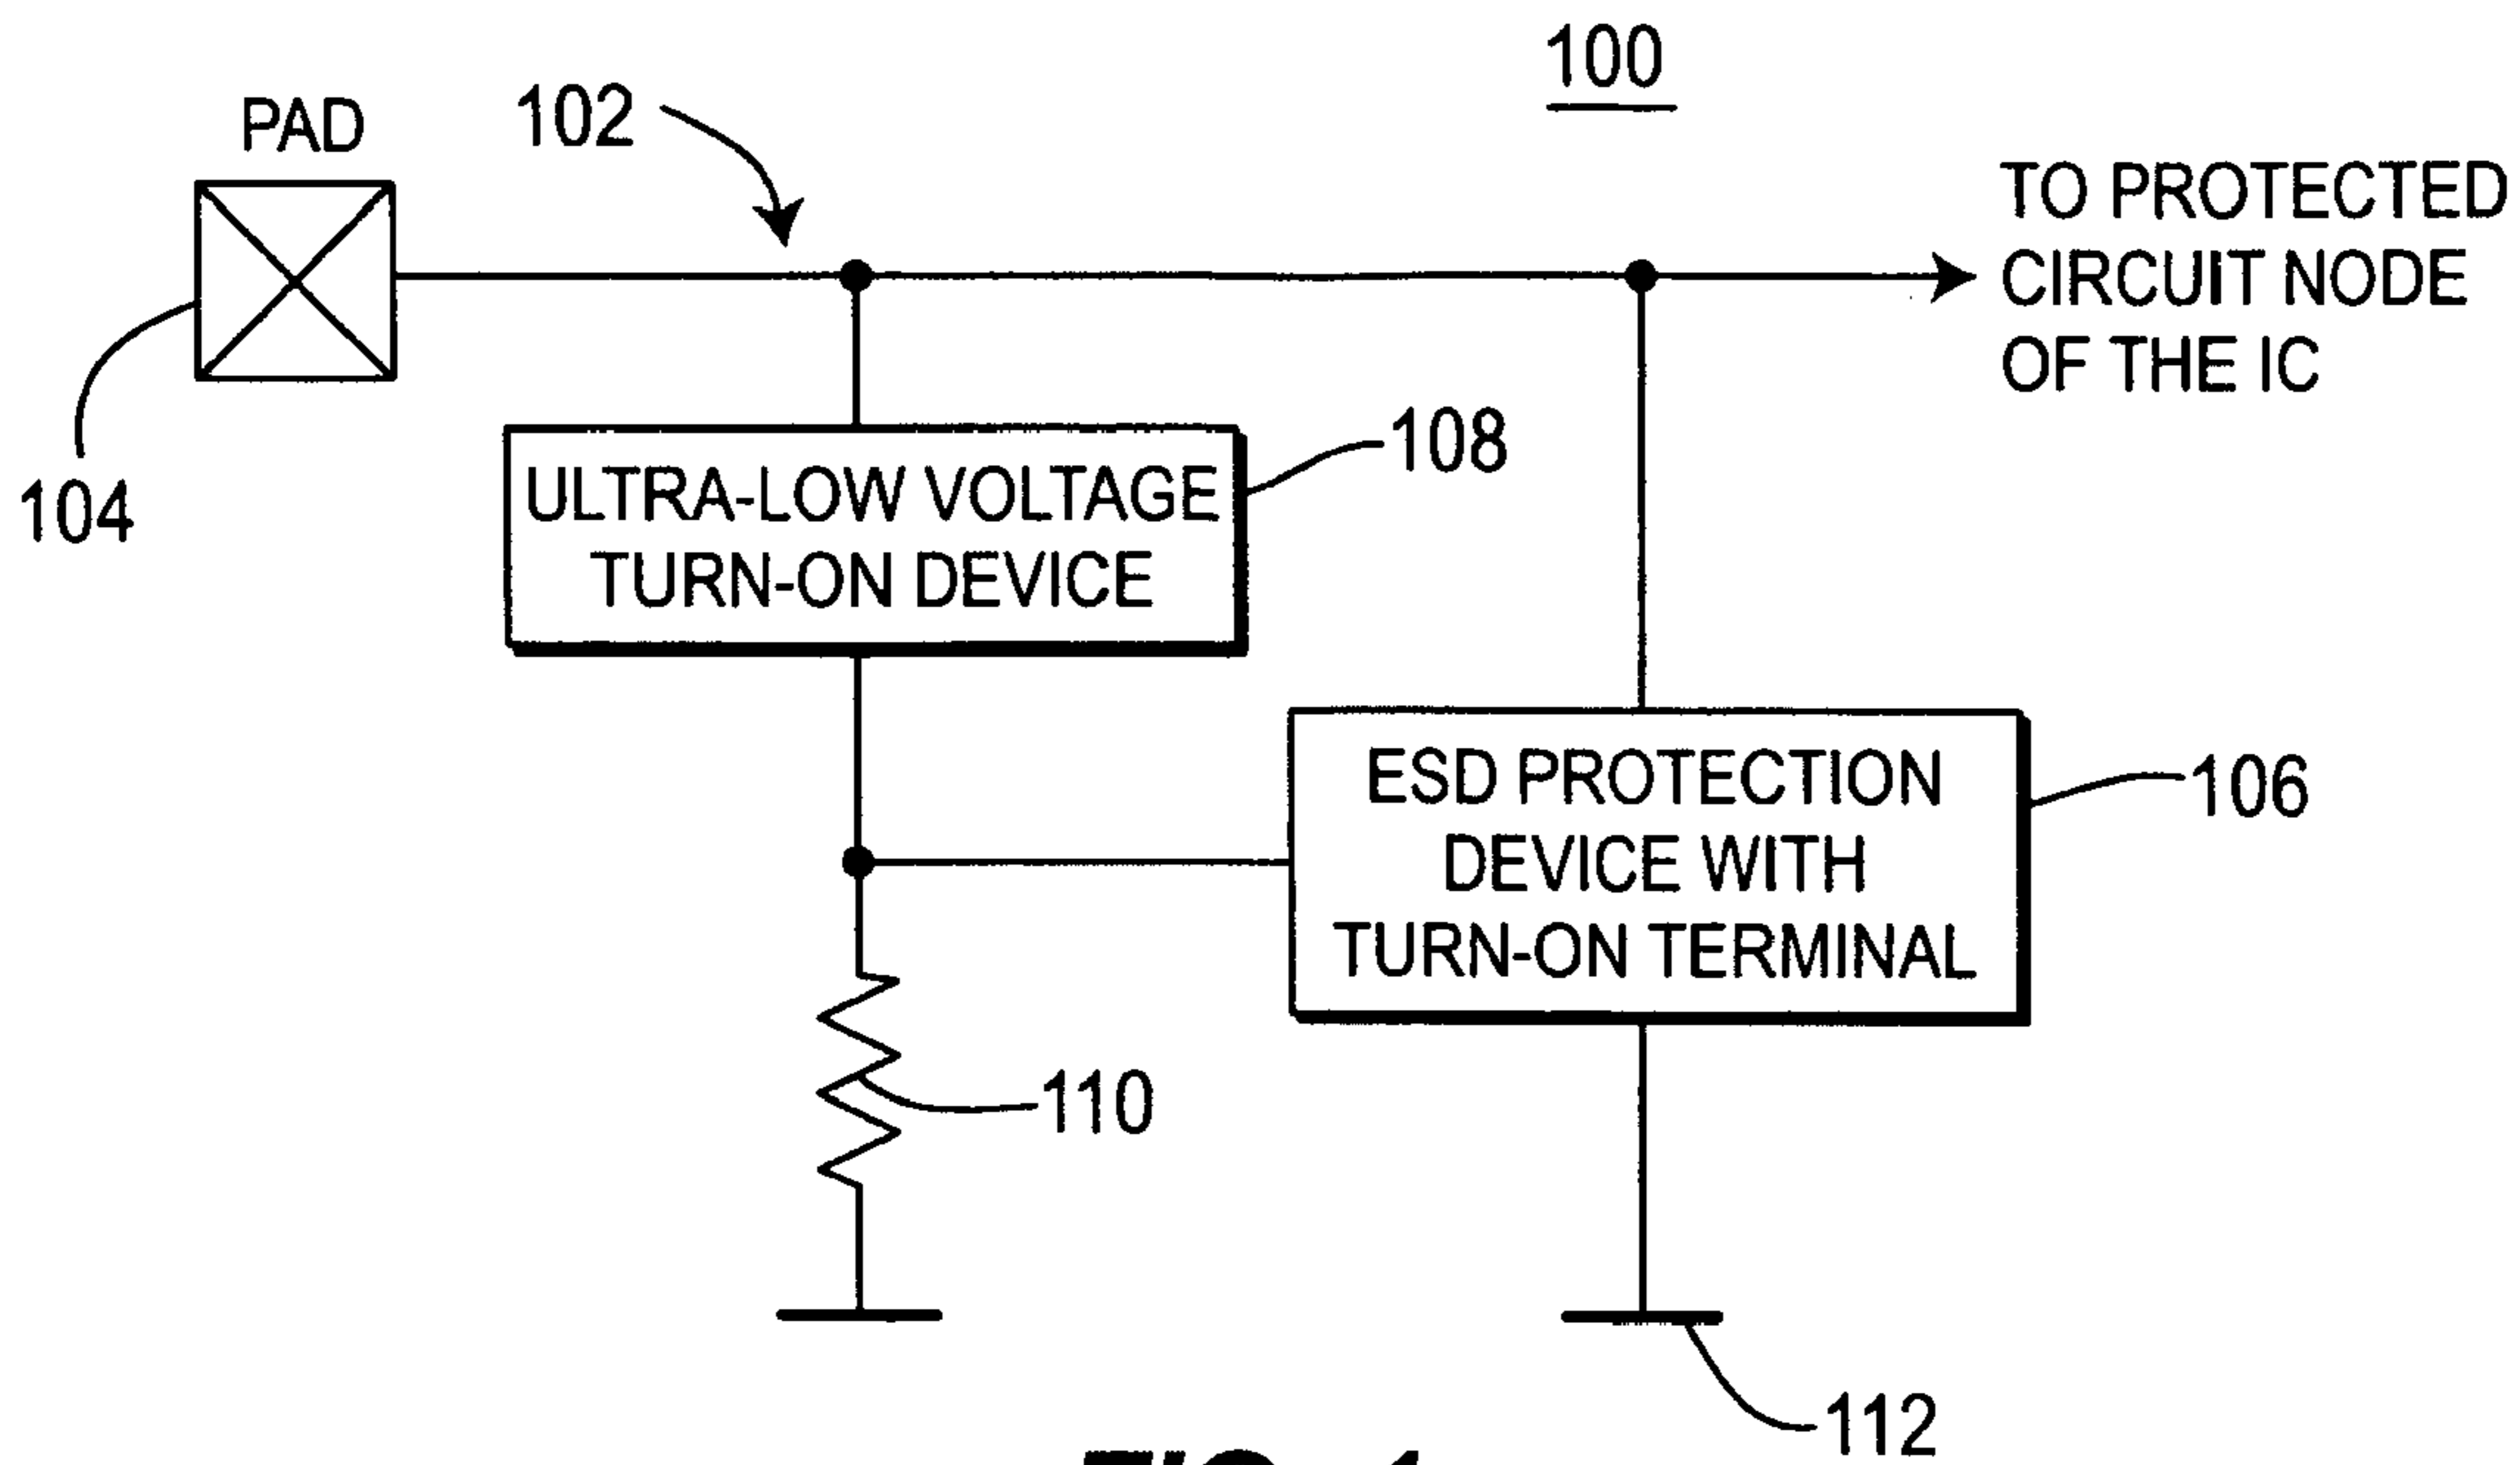 100
102
PAD
TO PROTECTED
CIRCUIT NODE
OF THE IC
104
108
ULTRA-LOW VOLTAGE
TURN-ON DEVICE
106
ESD PROTECTION
DEVICE WITH
TURN-ON TERMINAL
110
112